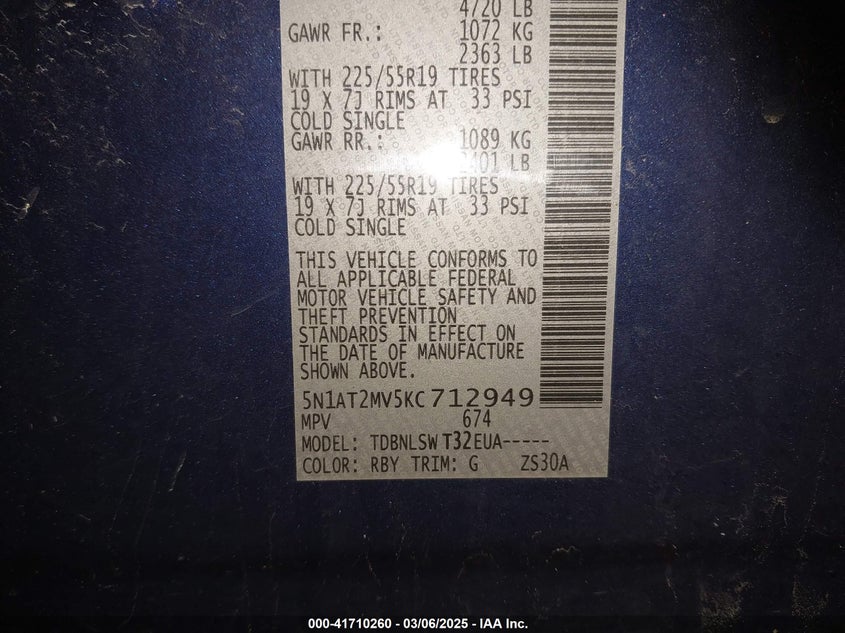 4720 LB
GAWR FR.: 1072 KG
2363 LB
WITH 225/55R19 TIRES
19 X 7J RIMS AT 33 PSI
COLD SINGLE
GAWR RR.: 1089 KG
2401 LB
WITH 225/55R19 TIRES
19 X 7J RIMS AT 33 PSI
COLD SINGLE
THIS VEHICLE CONFORMS TO
ALL APPLICABLE FEDERAL
MOTOR VEHICLE SAFETY AND
THEFT PREVENTION
STANDARDS IN EFFECT ON
THE DATE OF MANUFACTURE
SHOWN ABOVE.
5N1AT2MV5KC712949
MPV 674
MODEL: TDBNLSWT32EUA-----
COLOR: RBY TRIM: G ZS30A
000-41710260 - 03/06/2025 - IAA Inc.